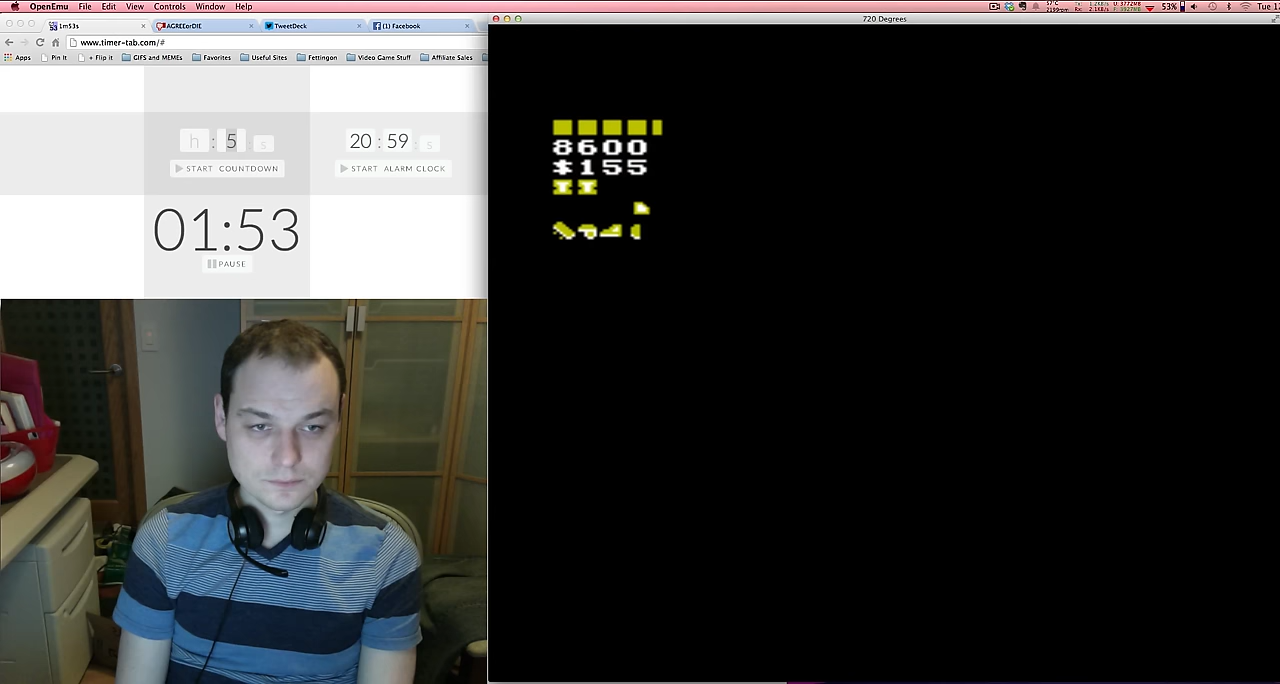 OpenEmu File Edit View Controls Window Help
53% Tue 1
1m53s AGREEorDIE TweetDeck (1) Facebook
720 Degrees
www.timer-tab.com/#
Apps Pin It + Flip it GIFS and MEMEs Favorites Useful Sites Fettingon Video Game Stuff Affiliate Sales
h : 5 s
20 : 59 s
START COUNTDOWN
START ALARM CLOCK
01:53
PAUSE
8600
$155